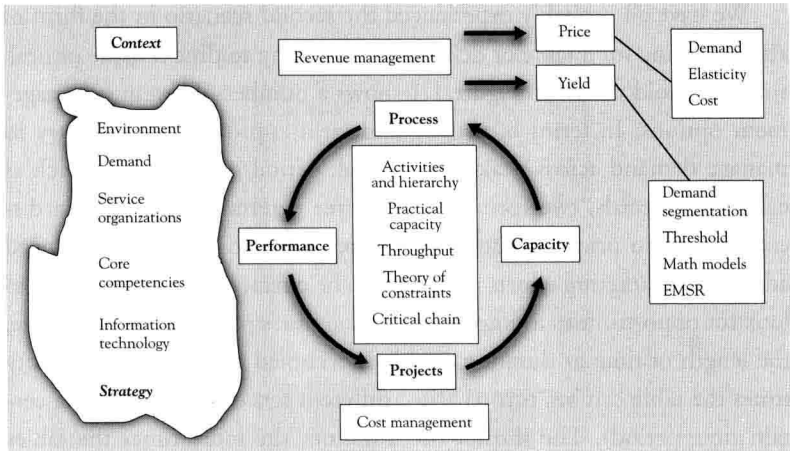 Context
Environment
Demand
Service
organizations
Core
competencies
Information
technology
Strategy
Revenue management
Price
Yield
Demand
Elasticity
Cost
Demand
segmentation
Threshold
Math models
EMSR
Process
Activities
and hierarchy
Practical
capacity
Throughput
Theory of
constraints
Critical chain
Performance
Capacity
Projects
Cost management